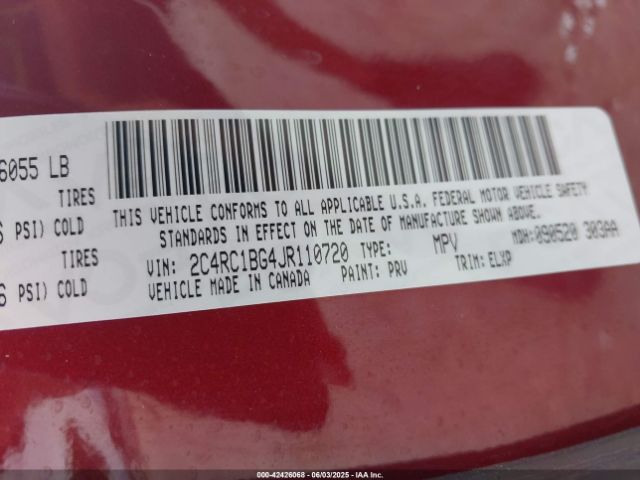 6055 LB
TIRES
PSI) COLD
PSI) COLD
THIS VEHICLE CONFORMS TO ALL APPLICABLE U.S.A. FEDERAL MOTOR VEHICLE SAFETY
STANDARDS IN EFFECT ON THE DATE OF MANUFACTURE SHOWN ABOVE.
VIN: 2C4RC1BG4JR110720 TYPE: MPV MDH:090520 303AA
VEHICLE MADE IN CANADA PAINT: PRV TRIM: ELXP
000-42426068 | 06/03/2025 - IAA Inc.